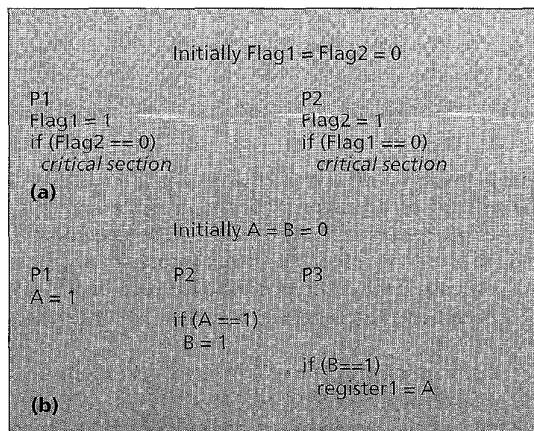 Initially Flag1 = Flag2 = 0
P1 P2
Flag1 = 1 Flag2 = 1
if (Flag2 == 0) if (Flag1 == 0)
critical section critical section
(a)
Initially A = B = 0
P1 P2 P3
A = 1
if (A ==1)
B = 1
if (B==1)
register1 = A
(b)